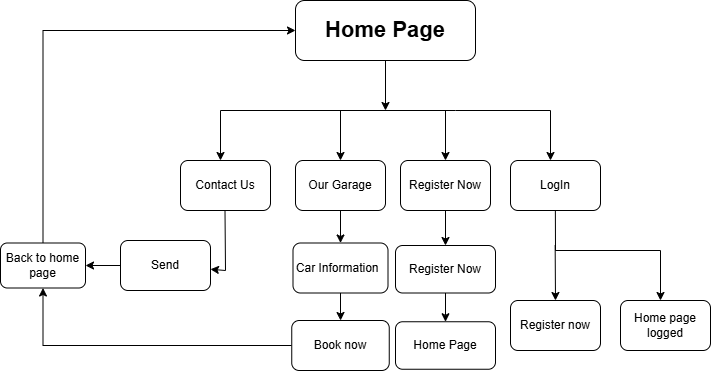 Home Page
Contact Us
Our Garage
Register Now
LogIn
Back to home
page
Send
Car Information
Register Now
Register now
Home page
logged
Book now
Home Page